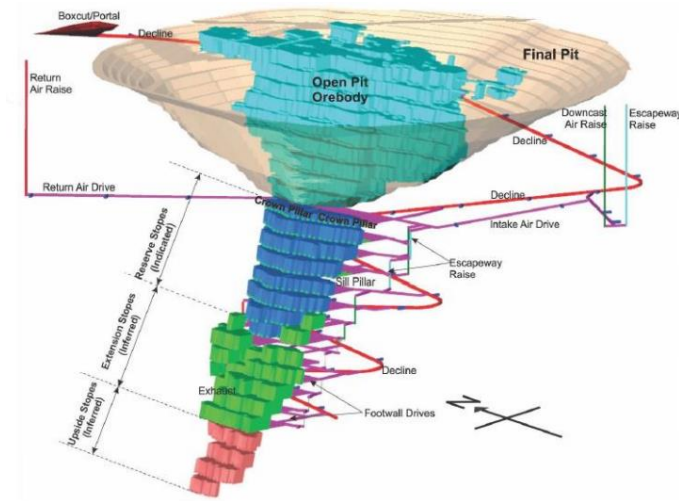 Boxcut/Portal
Decline
Final Pit
Return
Air Raise
Open Pit
Orebody
Downcast
Air Raise
Escapeway
Raise
Decline
Return Air Drive
Decline
Crown Pillar Crown Pillar
Intake Air Drive
Reserve Stopes
(Indicated)
Escapeway
Raise
Sill Pillar
Extension Stopes
(Inferred)
Decline
Exhaust
Footwall Drives
N
Upside Stopes
(Inferred)